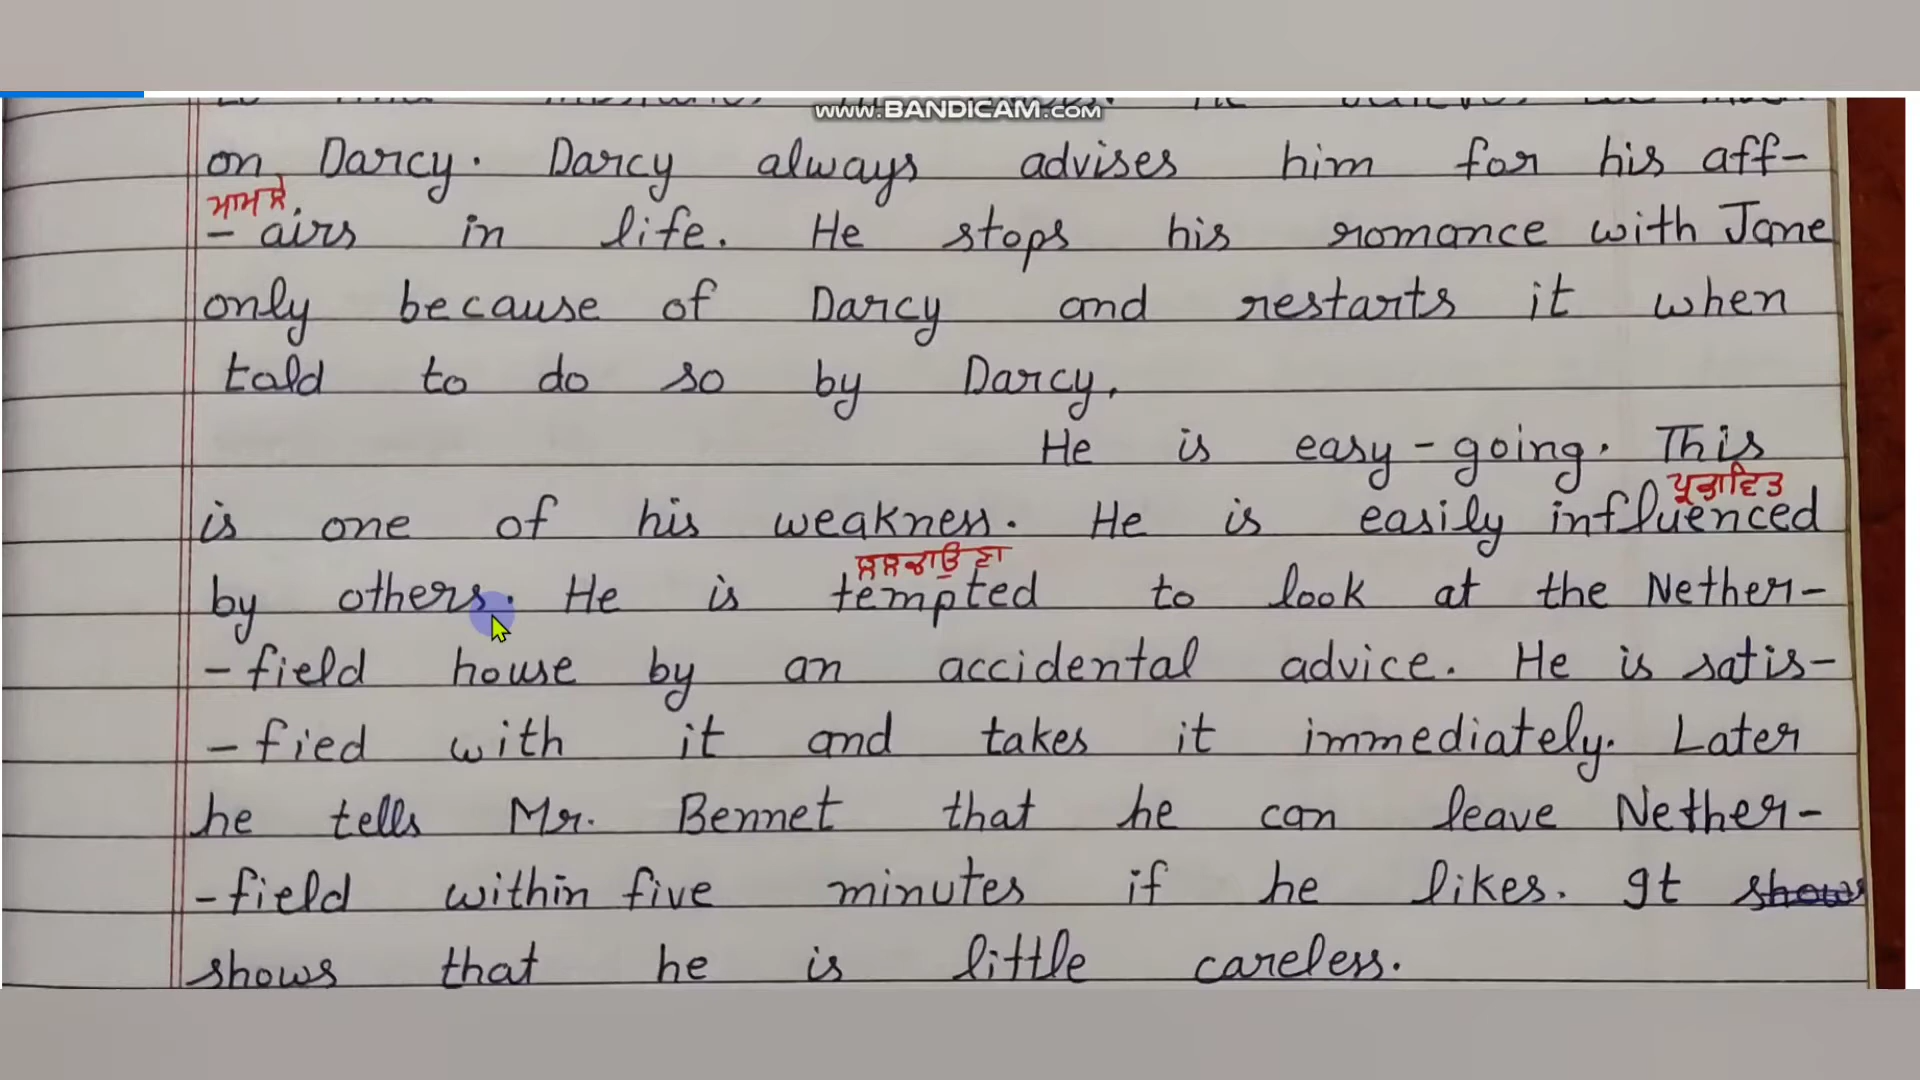 www.BANDICAM.com
on Darcy. Darcy always advises him for his aff-
ਮਾਮਲੇ
- airs in life. He stops his romance with Jane
only because of Darcy and restarts it when
told to do so by Darcy.
He is easy-going. This
ਪ੍ਰਭਾਵਿਤ
is one of his weakness. He is easily influenced
by others. He is tempted to look at the Nether-
-field house by an accidental advice. He is satis-
-fied with it and takes it immediately. Later
he tells Mr. Bennet that he can leave Nether-
-field within five minutes if he likes. It shows
shows that he is little careless.